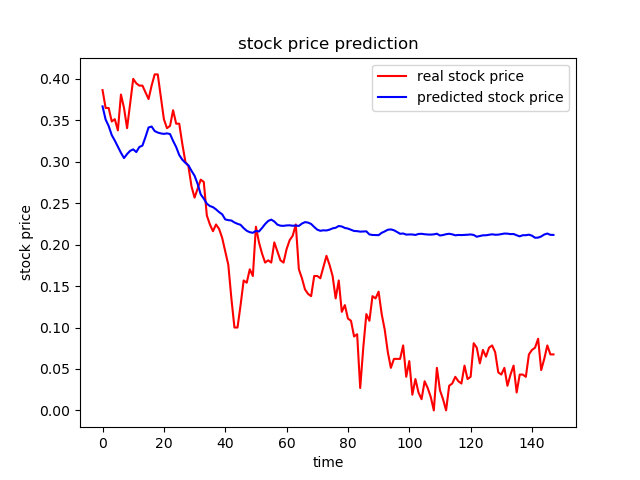 stock price prediction
real stock price
predicted stock price
0.40
0.35
0.30
0.25
0.20
0.15
0.10
0.05
0.00
stock price
0 20 40 60 80 100 120 140
time